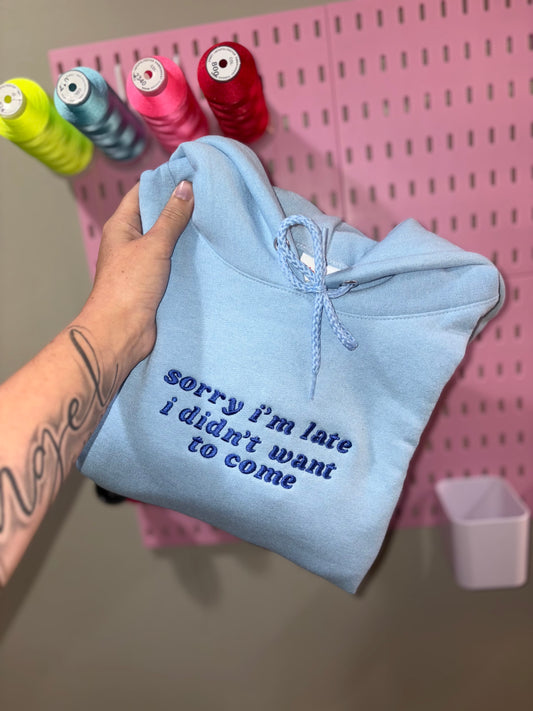 sorry i'm late
i didn't want
to come